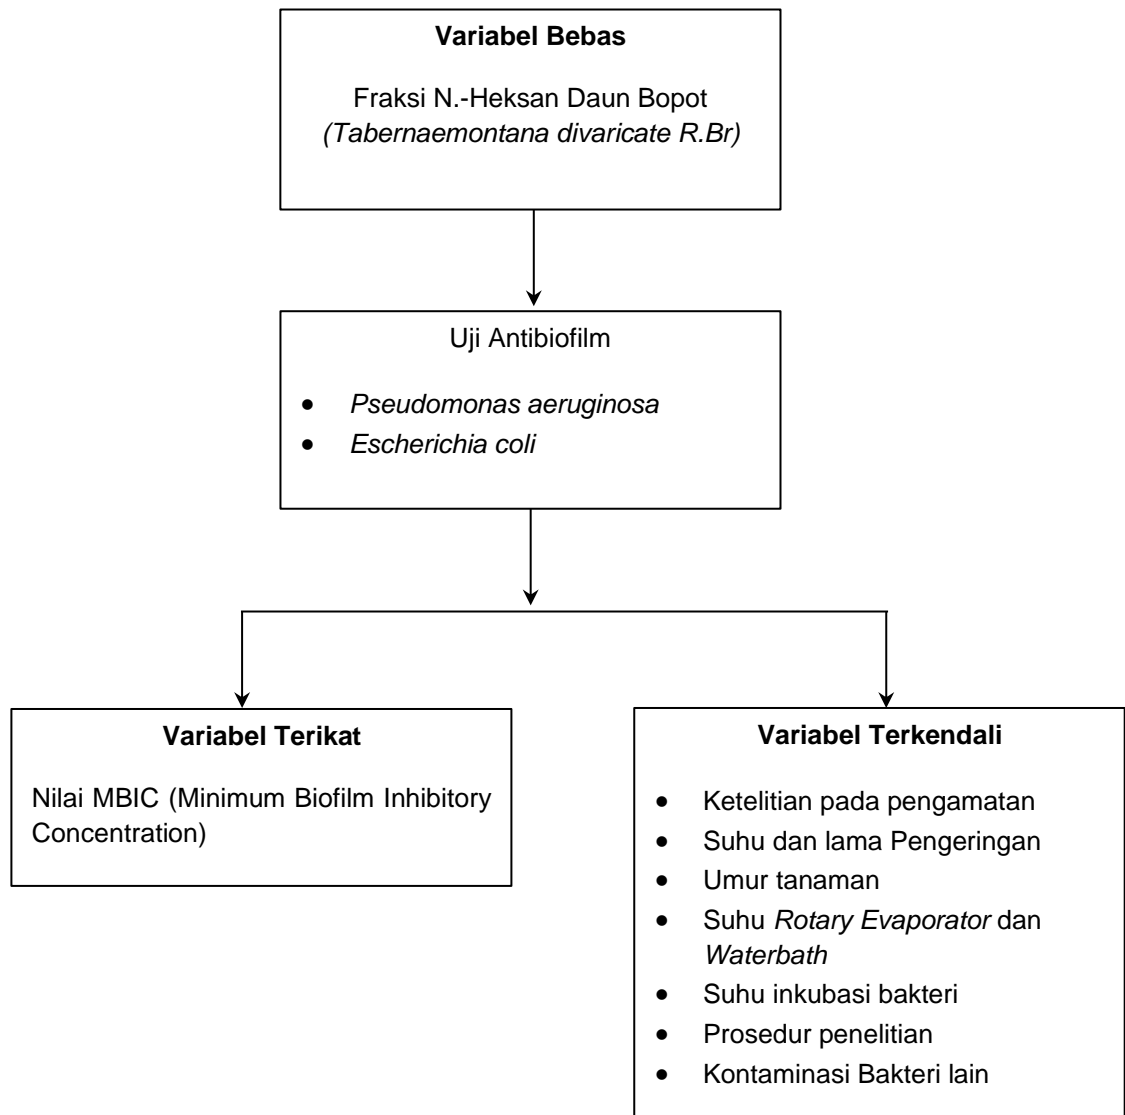 Variabel Bebas
Fraksi N.-Heksan Daun Bopot
(Tabernaemontana divaricate R.Br)
Uji Antibiofilm
• Pseudomonas aeruginosa
• Escherichia coli
Variabel Terikat
Nilai MBIC (Minimum Biofilm Inhibitory
Concentration)
Variabel Terkendali
• Ketelitian pada pengamatan
• Suhu dan lama Pengeringan
• Umur tanaman
• Suhu Rotary Evaporator dan
Waterbath
• Suhu inkubasi bakteri
• Prosedur penelitian
• Kontaminasi Bakteri lain